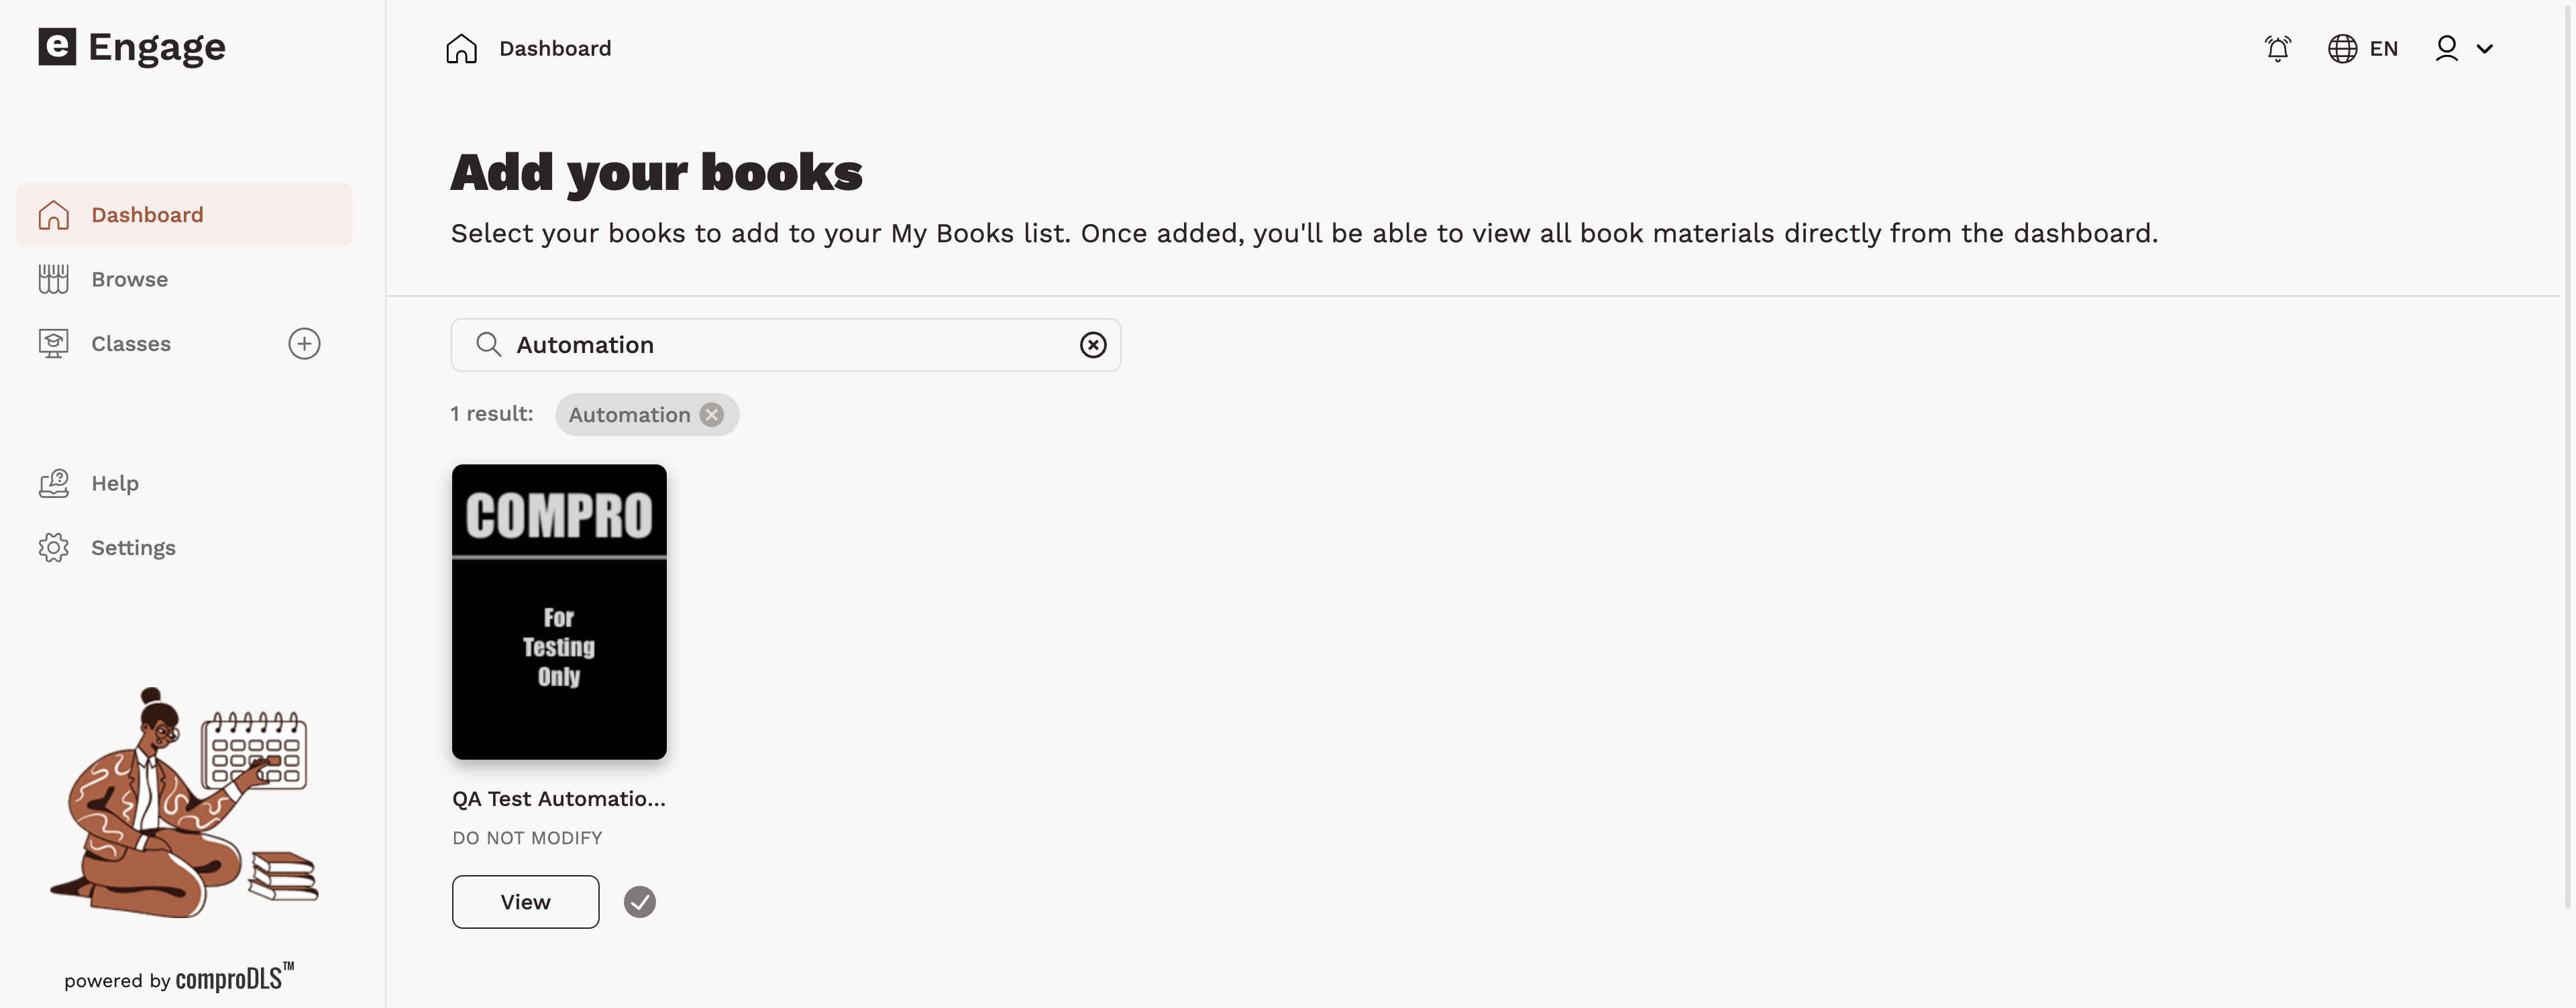 e Engage
Dashboard
EN
Dashboard
Browse
Classes
Help
Settings
powered by comproDLS™
Add your books
Select your books to add to your My Books list. Once added, you'll be able to view all book materials directly from the dashboard.
Automation
1 result: Automation
COMPRO
For
Testing
Only
QA Test Automatio...
DO NOT MODIFY
View